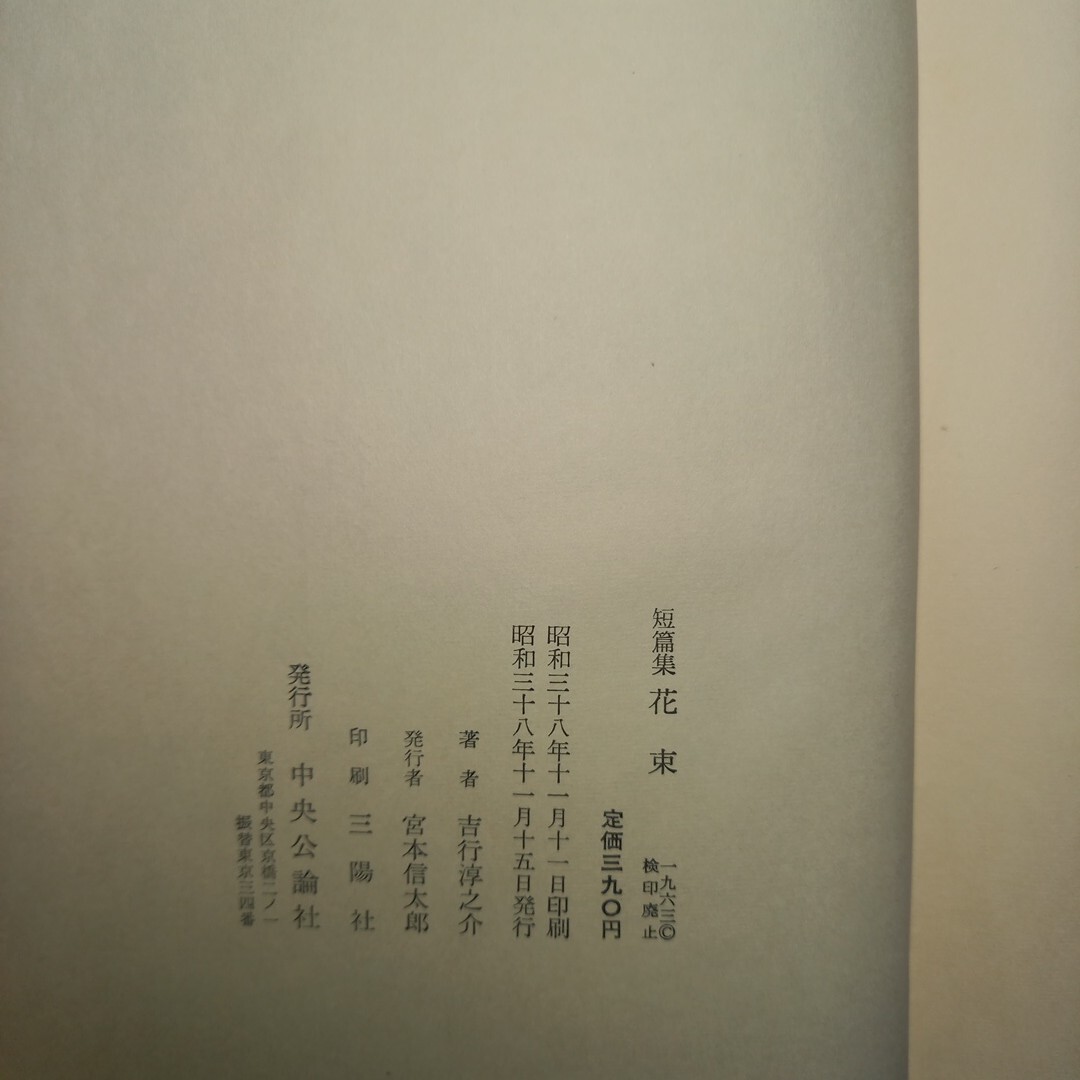 短篇集 花束
一九六三©
検印廃止
定価三九〇円
昭和三十八年十一月十一日印刷
昭和三十八年十一月十五日発行
著者 吉行淳之介
発行者 宮本信太郎
印刷 三陽社
発行所 中央公論社
東京都中央区京橋二ノ一
振替東京三四番